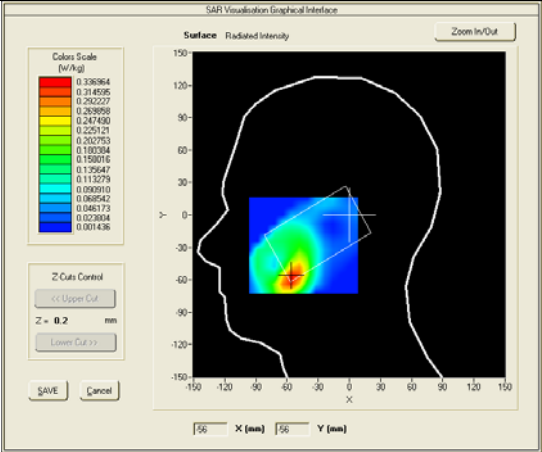 SAR Visualisation Graphical Interface
Surface Radiated Intensity
Zoom In/Out
Colors Scale
(W/kg)
0.336964
0.314595
0.292227
0.269858
0.247490
0.225121
0.202753
0.180384
0.158016
0.135647
0.113279
0.090910
0.068542
0.046173
0.023804
0.001436
Z-Cuts Control
<< Upper Cut
Z = 0.2 mm
Lower Cut >>
SAVE Cancel
150
120
90
60
30
0
-30
-60
-90
-120
-150
Y
-150 -120 -90 -60 -30 0 30 60 90 120 150
X
-56 X (mm) -56 Y (mm)